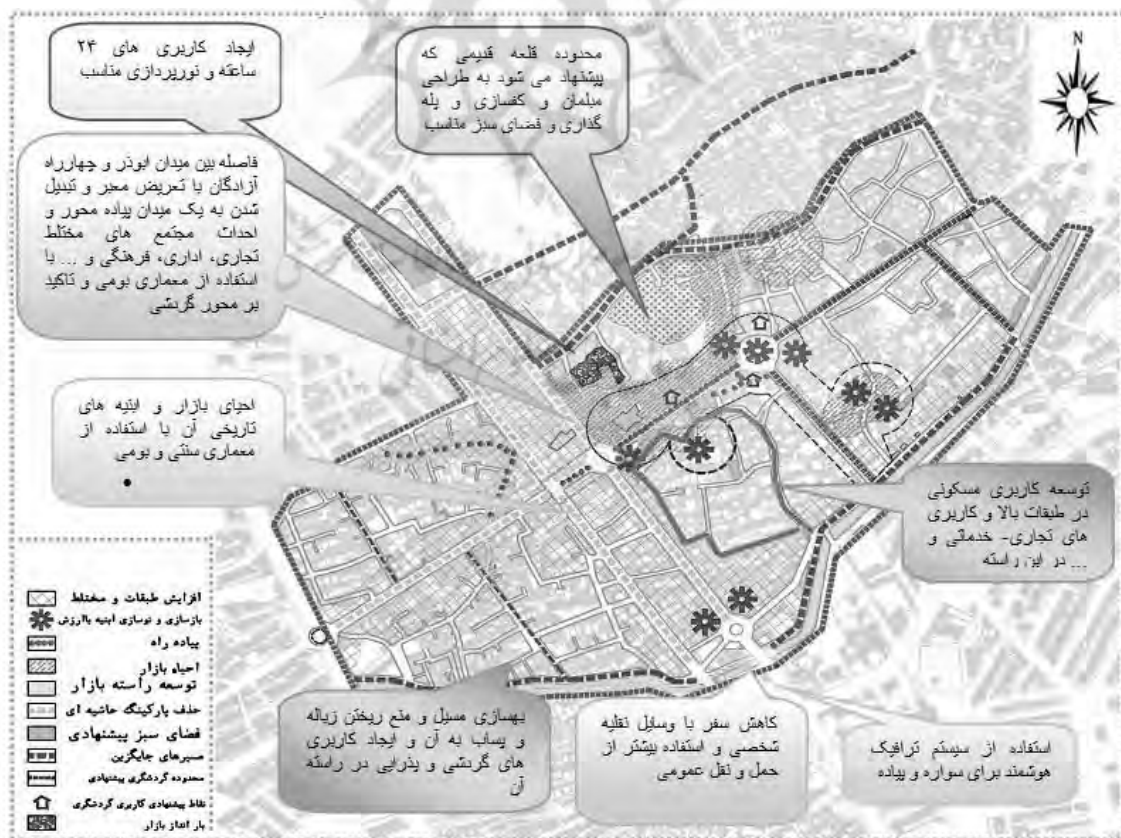 ایجاد کاربری های ۲۴
ساعته و نورپردازی مناسب
محدوده قلعه قدیمی که
پیشنهاد می شود به طراحی
مبلمان و کفسازی و پله
گذاری و فضای سبز مناسب
N
فاصله بین میدان ابوذر و چهارراه
آزادگان با تعریض معبر و تبدیل
شدن به یک میدان پیاده محور و
احداث مجتمع های مختلط
تجاری، اداری، فرهنگی و ... با
استفاده از معماری بومی و تاکید
بر محور گردشی
احیای بازار و ابنیه های
تاریخی آن با استفاده از
معماری سنتی و بومی
توسعه کاربری مسکونی
در طبقات بالا و کاربری
های تجاری- خدماتی و
... در این راسته
افزایش طبقات و مختلط
بازسازی و نوسازی ابنیه باارزش
پیاده راه
احیاء بازار
توسعه راسته بازار
حذف پارکینگ حاشیه ای
فضای سبز پیشنهادی
مسیرهای جایگزین
محدوده گردشگری پیشنهادی
نقاط پیشنهادی کاربری گردشگری
بار انداز بازار
بهسازی مسیل و منع ریختن زباله
و پساب به آن و ایجاد کاربری
های گردشی و پذرایی در راسته
آن
کاهش سفر با وسایل نقلیه
شخصی و استفاده بیشتر از
حمل و نقل عمومی
استفاده از سیستم ترافیک
هوشمند برای سواره و پیاده